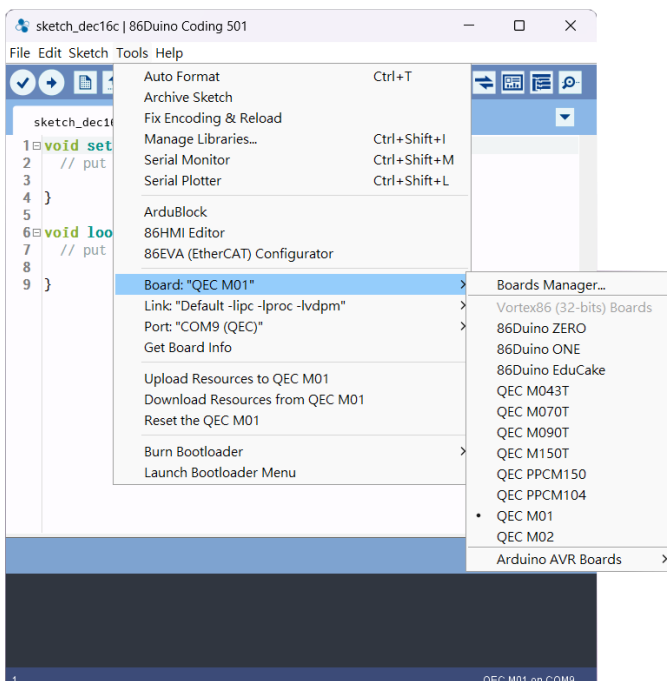 sketch_dec16c | 86Duino Coding 501
File Edit Sketch Tools Help
Auto Format Ctrl+T
Archive Sketch
Fix Encoding & Reload
Manage Libraries... Ctrl+Shift+I
Serial Monitor Ctrl+Shift+M
Serial Plotter Ctrl+Shift+L
ArduBlock
86HMI Editor
86EVA (EtherCAT) Configurator
Board: "QEC M01"
Link: "Default -lipc -lproc -lvdpm"
Port: "COM9 (QEC)"
Get Board Info
Upload Resources to QEC M01
Download Resources from QEC M01
Reset the QEC M01
Burn Bootloader
Launch Bootloader Menu
Boards Manager...
Vortex86 (32-bits) Boards
86Duino ZERO
86Duino ONE
86Duino EduCake
QEC M043T
QEC M070T
QEC M090T
QEC M150T
QEC PPCM150
QEC PPCM104
• QEC M01
QEC M02
Arduino AVR Boards
sketch_dec16
1 void set
2 // put
3
4 }
5
6 void loo
7 // put
8
9 }
1 QEC M01 on COM9